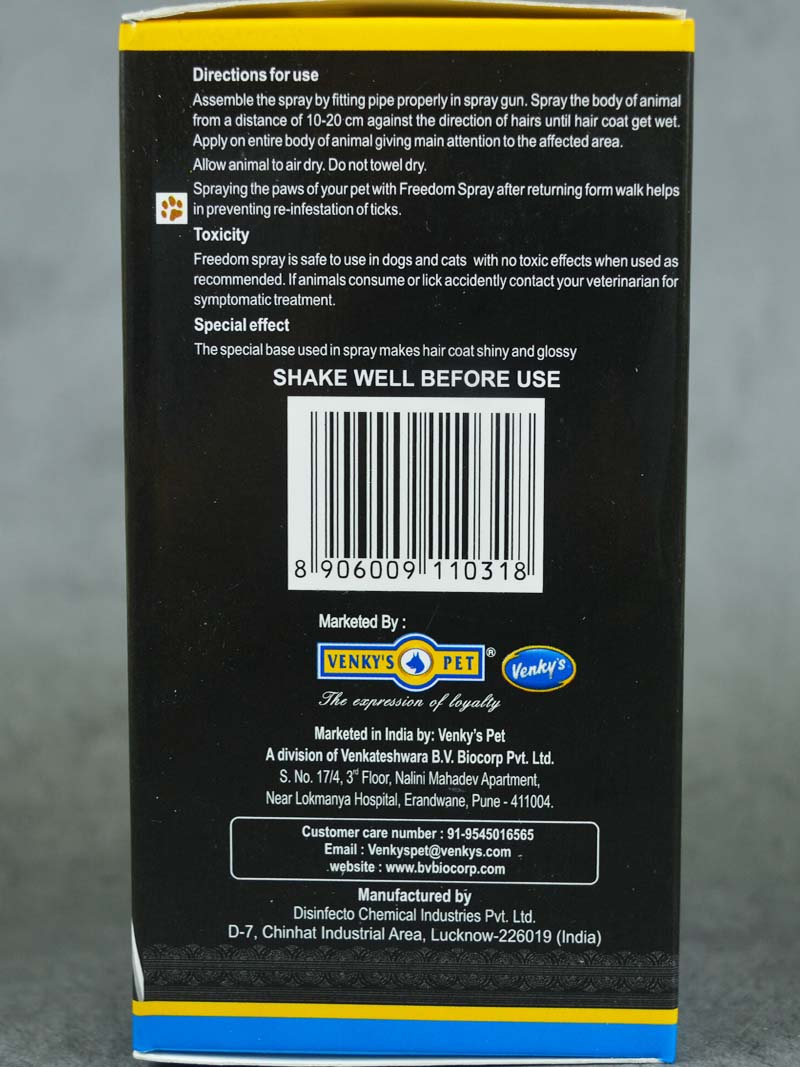 Directions for use
Assemble the spray by fitting pipe properly in spray gun. Spray the body of animal
from a distance of 10-20 cm against the direction of hairs until hair coat get wet.
Apply on entire body of animal giving main attention to the affected area.
Allow animal to air dry. Do not towel dry.
Spraying the paws of your pet with Freedom Spray after returning form walk helps
in preventing re-infestation of ticks.
Toxicity
Freedom spray is safe to use in dogs and cats with no toxic effects when used as
recommended. If animals consume or lick accidently contact your veterinarian for
symptomatic treatment.
Special effect
The special base used in spray makes hair coat shiny and glossy
SHAKE WELL BEFORE USE
8 906009 110318
Marketed By :
VENKY'S PET ® Venky's
The expression of loyalty
Marketed in India by: Venky's Pet
A division of Venkateshwara B.V. Biocorp Pvt. Ltd.
S. No. 17/4, 3rd Floor, Nalini Mahadev Apartment,
Near Lokmanya Hospital, Erandwane, Pune - 411004.
Customer care number : 91-9545016565
Email : Venkyspet@venkys.com
website : www.bvbiocorp.com
Manufactured by
Disinfecto Chemical Industries Pvt. Ltd.
D-7, Chinhat Industrial Area, Lucknow-226019 (India)